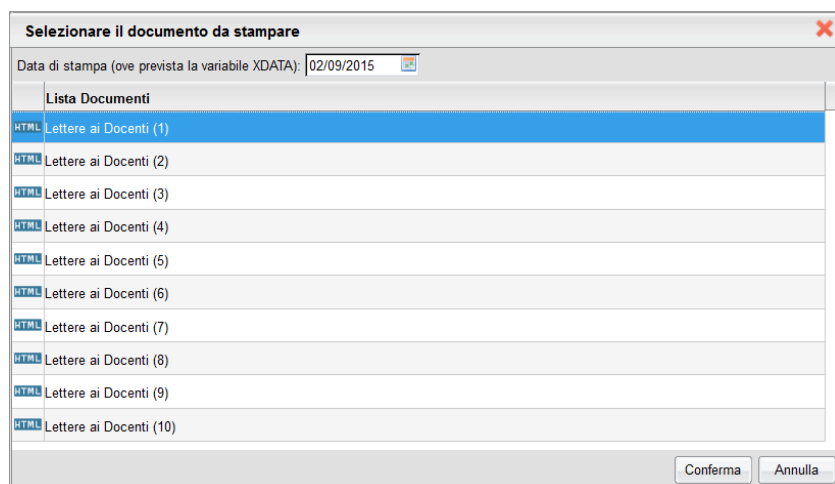 Selezionare il documento da stampare
Data di stampa (ove prevista la variabile XDATA): 02/09/2015
Lista Documenti
HTML Lettere ai Docenti (1)
HTML Lettere ai Docenti (2)
HTML Lettere ai Docenti (3)
HTML Lettere ai Docenti (4)
HTML Lettere ai Docenti (5)
HTML Lettere ai Docenti (6)
HTML Lettere ai Docenti (7)
HTML Lettere ai Docenti (8)
HTML Lettere ai Docenti (9)
HTML Lettere ai Docenti (10)
Conferma Annulla